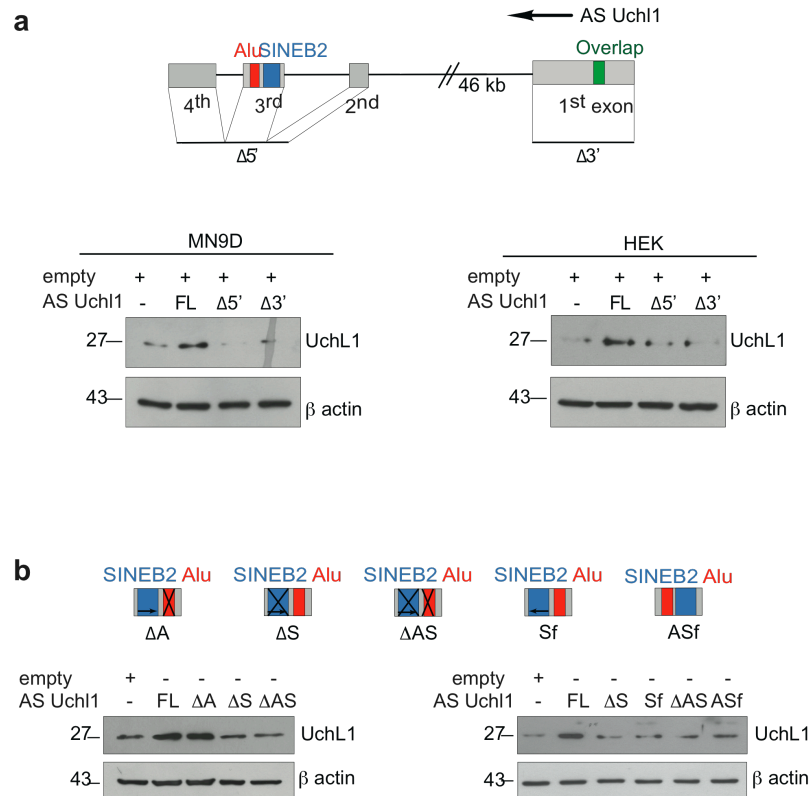 a
AS Uchl1
Alu SINEB2
Overlap
46 kb
4th 3rd 2nd 1st exon
Δ5' Δ3'
MN9D
empty + + + +
AS Uchl1 - FL Δ5' Δ3'
27 UchL1
43 β actin
HEK
empty + + + +
AS Uchl1 - FL Δ5' Δ3'
27 UchL1
43 β actin
b
SINEB2 Alu SINEB2 Alu SINEB2 Alu SINEB2 Alu SINEB2 Alu
ΔA ΔS ΔAS Sf ASf
empty + - - - -
AS Uchl1 - FL ΔA ΔS ΔAS
27 UchL1
43 β actin
empty + - - - - -
AS Uchl1 - FL ΔS Sf ΔAS ASf
27 UchL1
43 β actin